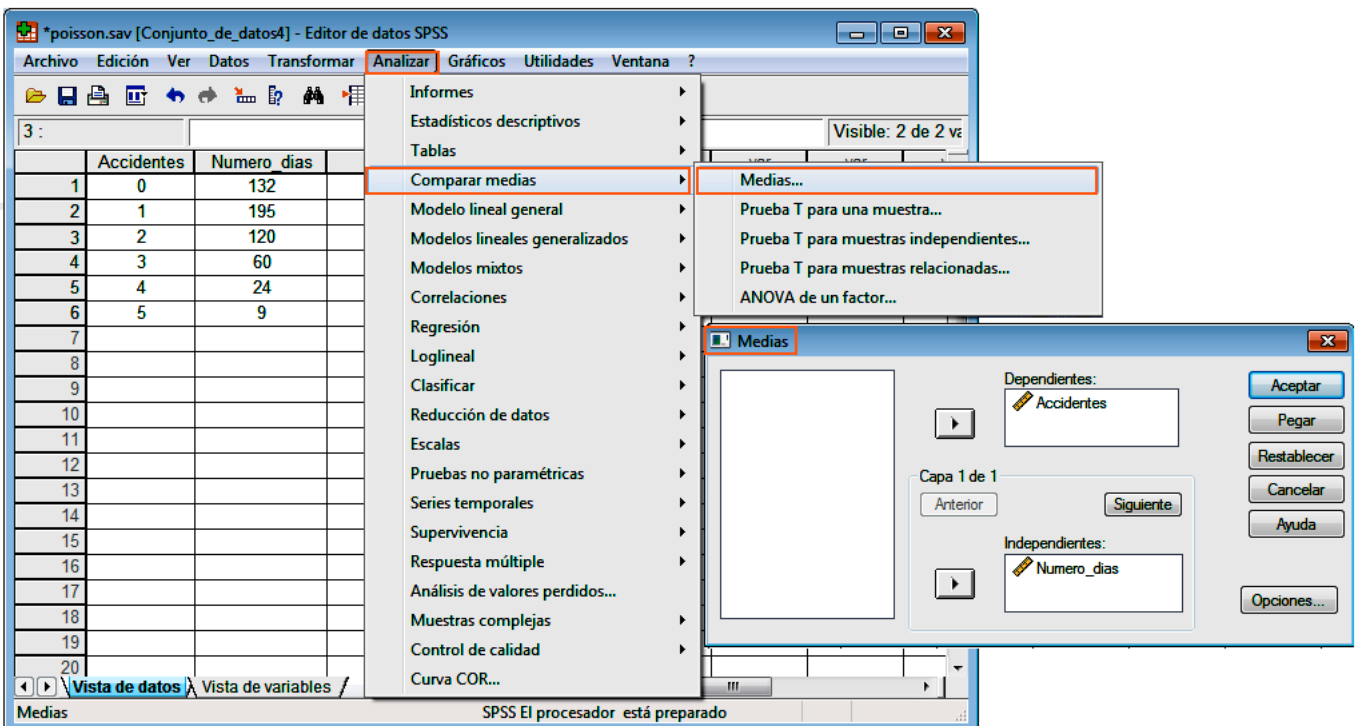 *poisson.sav [Conjunto_de_datos4] - Editor de datos SPSS
Archivo Edición Ver Datos Transformar Analizar Gráficos Utilidades Ventana ?
3 :
Visible: 2 de 2 va
Accidentes Numero_dias
1 0 132
2 1 195
3 2 120
4 3 60
5 4 24
6 5 9
7
8
9
10
11
12
13
14
15
16
17
18
19
20
Vista de datos Vista de variables
Medias SPSS El procesador está preparado
Informes
Estadísticos descriptivos
Tablas
Comparar medias
Modelo lineal general
Modelos lineales generalizados
Modelos mixtos
Correlaciones
Regresión
Loglineal
Clasificar
Reducción de datos
Escalas
Pruebas no paramétricas
Series temporales
Supervivencia
Respuesta múltiple
Análisis de valores perdidos...
Muestras complejas
Control de calidad
Curva COR...
Medias...
Prueba T para una muestra...
Prueba T para muestras independientes...
Prueba T para muestras relacionadas...
ANOVA de un factor...
Medias
Dependientes:
Accidentes
Capa 1 de 1
Anterior Siguiente
Independientes:
Numero_dias
Aceptar
Pegar
Restablecer
Cancelar
Ayuda
Opciones...